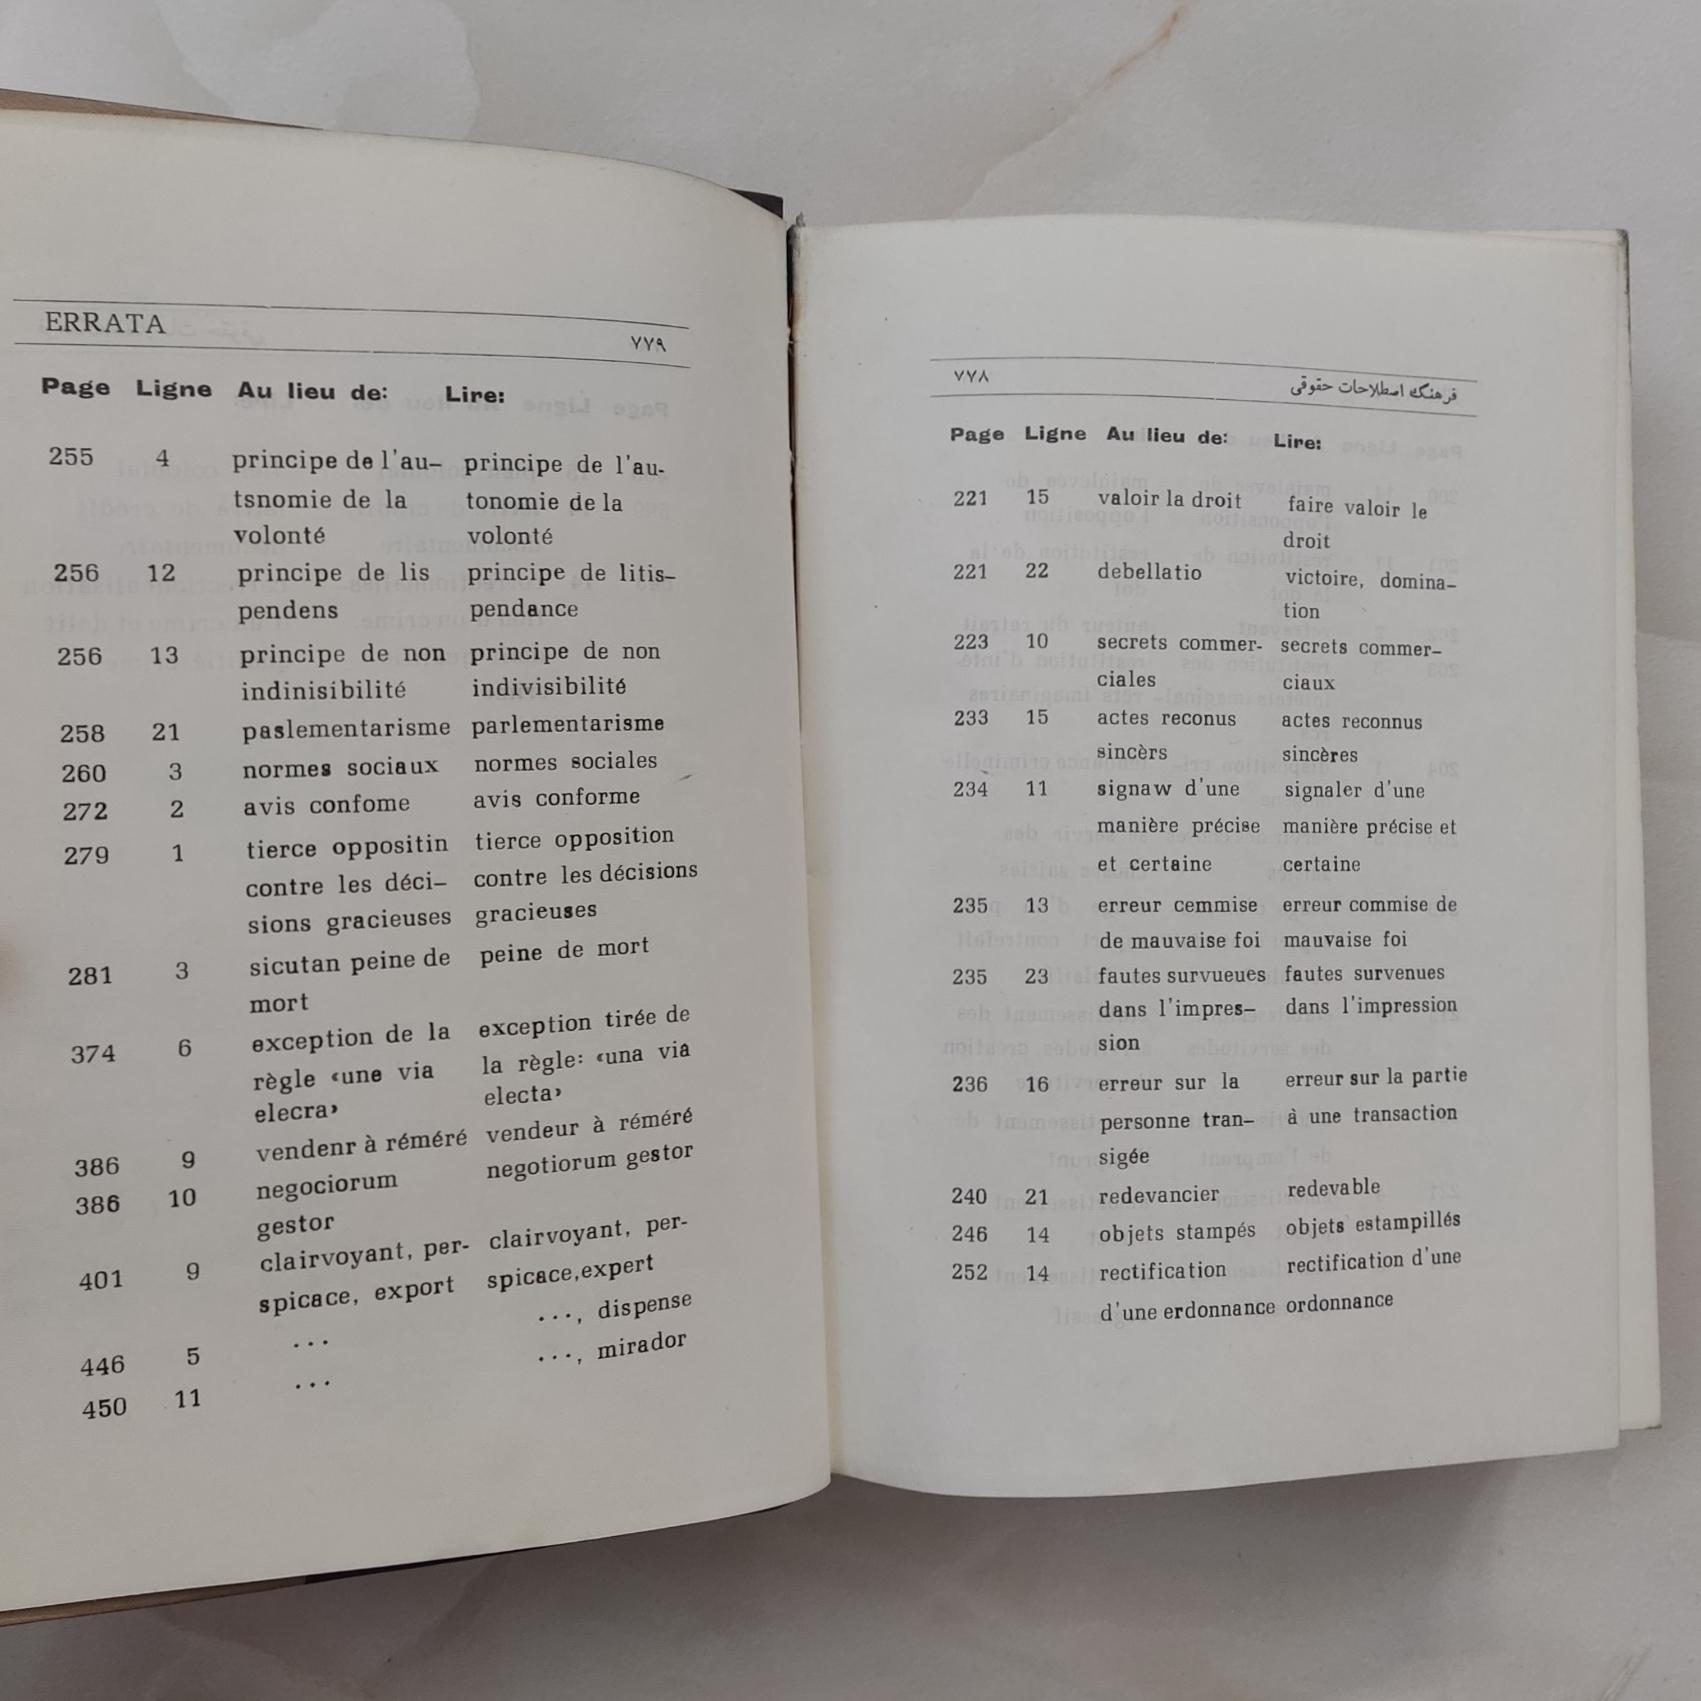 فرهنگ اصطلاحات حقوقی
٧٧٨
Page Ligne Au lieu de: Lire:
221 15 valoir la droit faire valoir le
droit
221 22 debellatio victoire, domina-
tion
223 10 secrets commer- secrets commer-
ciales ciaux
233 15 actes reconus actes reconnus
sincèrs sincères
234 11 signaw d'une signaler d'une
manière précise manière précise et
et certaine certaine
235 13 erreur cemmise erreur commise de
de mauvaise foi mauvaise foi
235 23 fautes survueues fautes survenues
dans l'impres- dans l'impression
sion
236 16 erreur sur la erreur sur la partie
personne tran- à une transaction
sigée
240 21 redevancier redevable
246 14 objets stampés objets estampillés
252 14 rectification rectification d'une
d'une erdonnance ordonnance
ERRATA
٧٧٩
Page Ligne Au lieu de: Lire:
255 4 principe de l'au- principe de l'au-
tsnomie de la tonomie de la
volonté volonté
256 12 principe de lis principe de litis-
pendens pendance
256 13 principe de non principe de non
indinisibilité indivisibilité
258 21 paslementarisme parlementarisme
260 3 normes sociaux normes sociales
272 2 avis confome avis conforme
279 1 tierce oppositin tierce opposition
contre les déci- contre les décisions
sions gracieuses gracieuses
281 3 sicutan peine de peine de mort
mort
374 6 exception de la exception tirée de
règle ‹une via la règle: ‹una viâ
elecra› electa›
386 9 vendenr à réméré vendeur à réméré
386 10 negociorum negotiorum gestor
gestor
401 9 clairvoyant, per- clairvoyant, per-
spicace, export spicace,expert
446 5 ... ..., dispense
450 11 ... ..., mirador